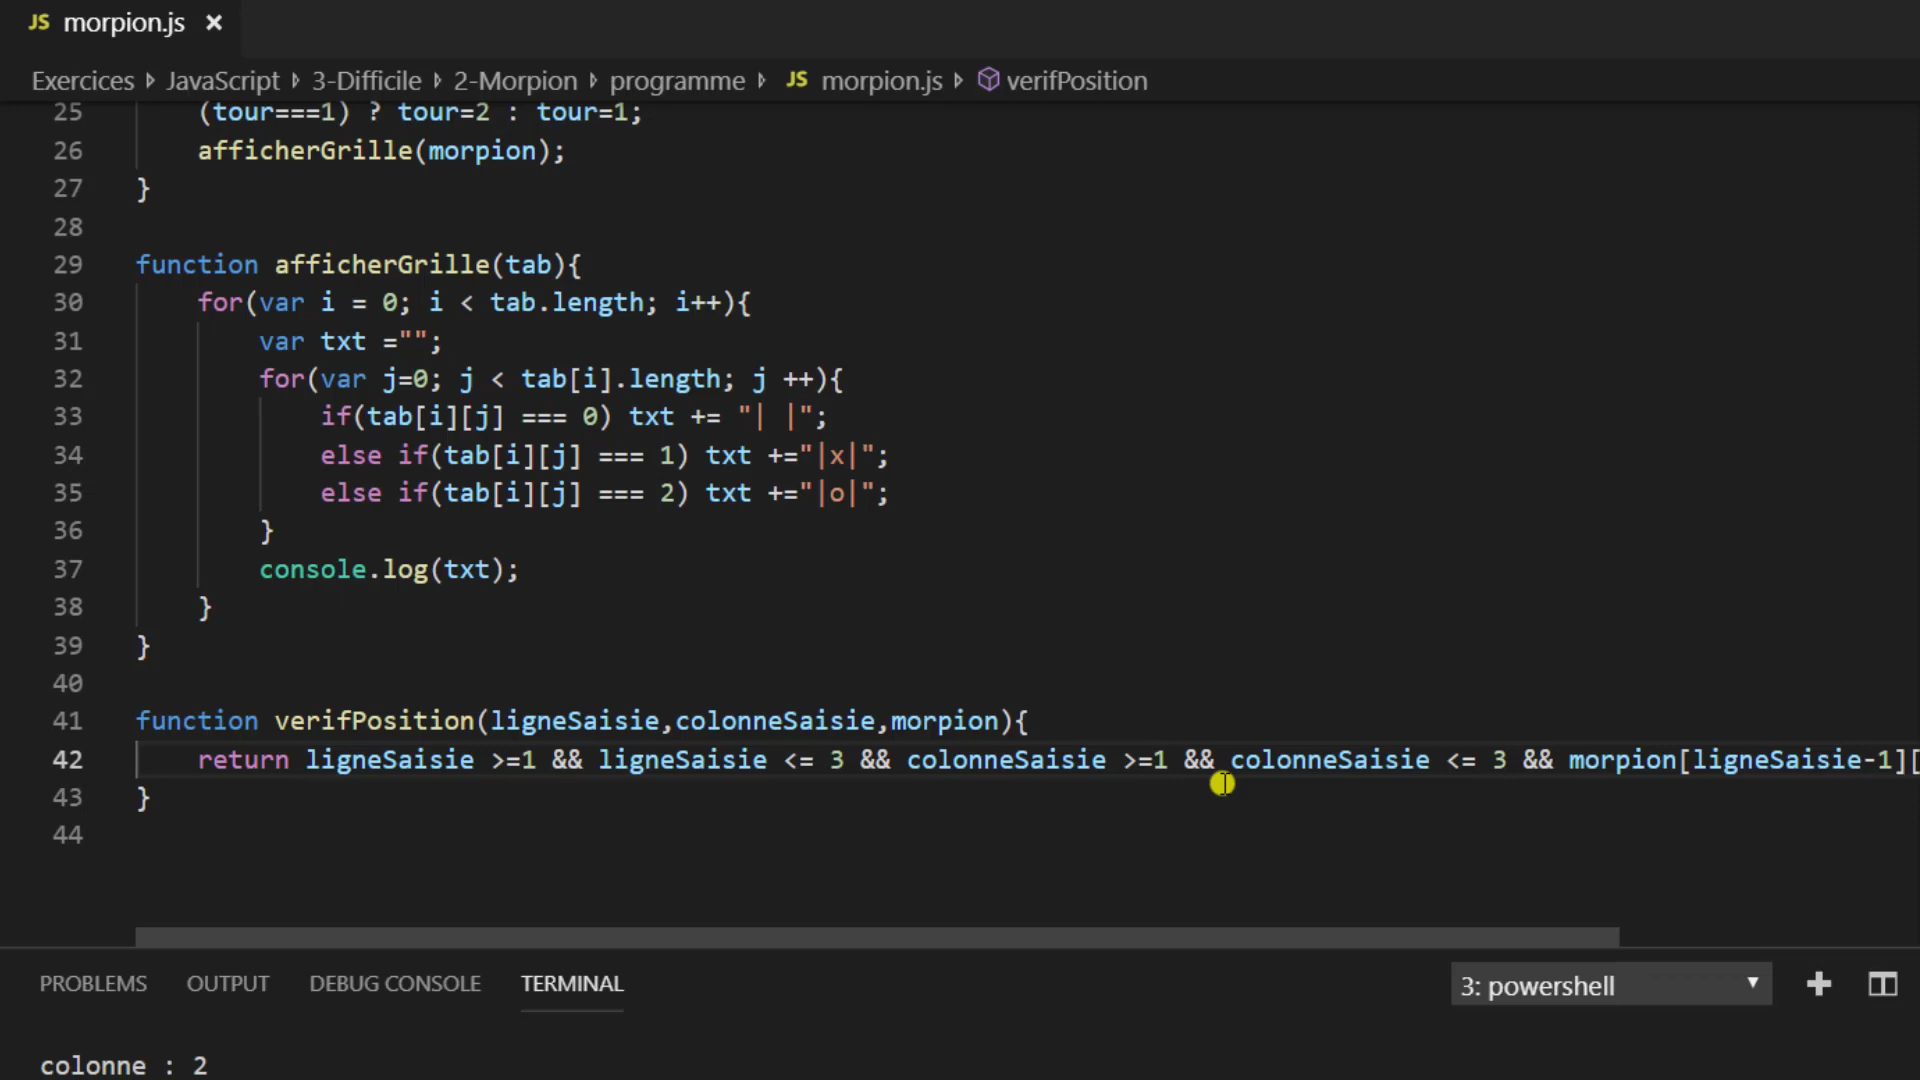 JS morpion.js ×
Exercices JavaScript 3-Difficile 2-Morpion programme JS morpion.js verifPosition
25 (tour===1) ? tour=2 : tour=1;
26 afficherGrille(morpion);
27 }
28
29 function afficherGrille(tab){
30 for(var i = 0; i < tab.length; i++){
31 var txt ="";
32 for(var j=0; j < tab[i].length; j ++){
33 if(tab[i][j] === 0) txt += "| |";
34 else if(tab[i][j] === 1) txt +="|x|";
35 else if(tab[i][j] === 2) txt +="|o|";
36 }
37 console.log(txt);
38 }
39 }
40
41 function verifPosition(ligneSaisie,colonneSaisie,morpion){
42 return ligneSaisie >=1 && ligneSaisie <= 3 && colonneSaisie >=1 && colonneSaisie <= 3 && morpion[ligneSaisie-1][
43 }
44
PROBLEMS OUTPUT DEBUG CONSOLE TERMINAL 3: powershell
colonne : 2